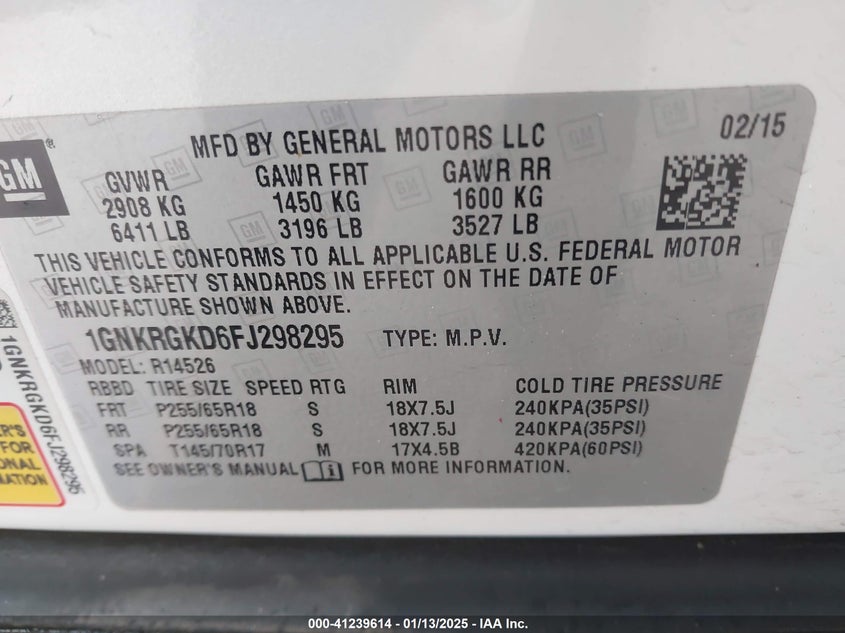 GM
MFD BY GENERAL MOTORS LLC 02/15
GVWR GAWR FRT GAWR RR
2908 KG 1450 KG 1600 KG
6411 LB 3196 LB 3527 LB
THIS VEHICLE CONFORMS TO ALL APPLICABLE U.S. FEDERAL MOTOR
VEHICLE SAFETY STANDARDS IN EFFECT ON THE DATE OF
MANUFACTURE SHOWN ABOVE.
1GNKRGKD6FJ298295 TYPE: M.P.V.
MODEL: R14526
RBBD TIRE SIZE SPEED RTG RIM COLD TIRE PRESSURE
FRT P255/65R18 S 18X7.5J 240KPA(35PSI)
RR P255/65R18 S 18X7.5J 240KPA(35PSI)
SPA T145/70R17 M 17X4.5B 420KPA(60PSI)
SEE OWNER'S MANUAL FOR MORE INFORMATION.
1GNKRGKD6FJ298295
FOR
000-41239614 - 01/13/2025 - IAA Inc.